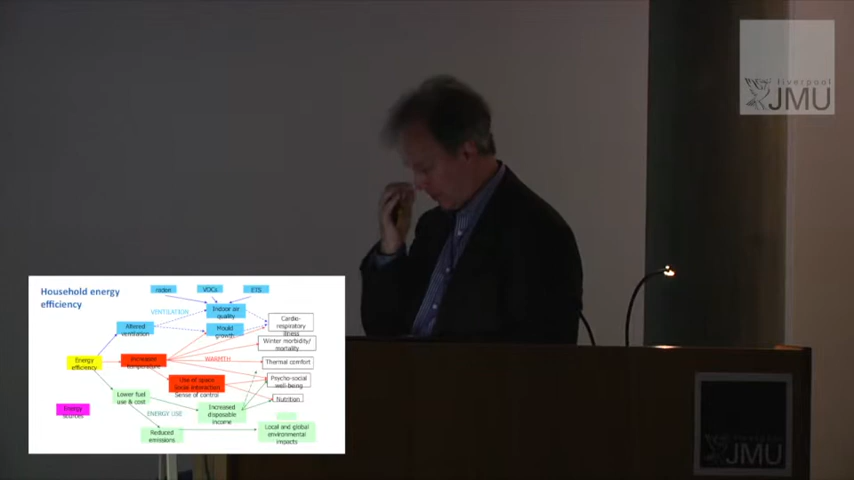 liverpool
JMU
Household energy
efficiency
radon
VOCs
ETS
VENTILATION
Indoor air
quality
Altered
ventilation
Mould
growth
Cardio-
respiratory
illness
Winter morbidity/
mortality
Energy
efficiency
Increased
temperature
WARMTH
Thermal comfort
Use of space
Social interaction
Sense of control
Psycho-social
well-being
Nutrition
Lower fuel
use & cost
Energy
sources
ENERGY USE
Increased
disposable
income
Reduced
emissions
Local and global
environmental
impacts
JMU